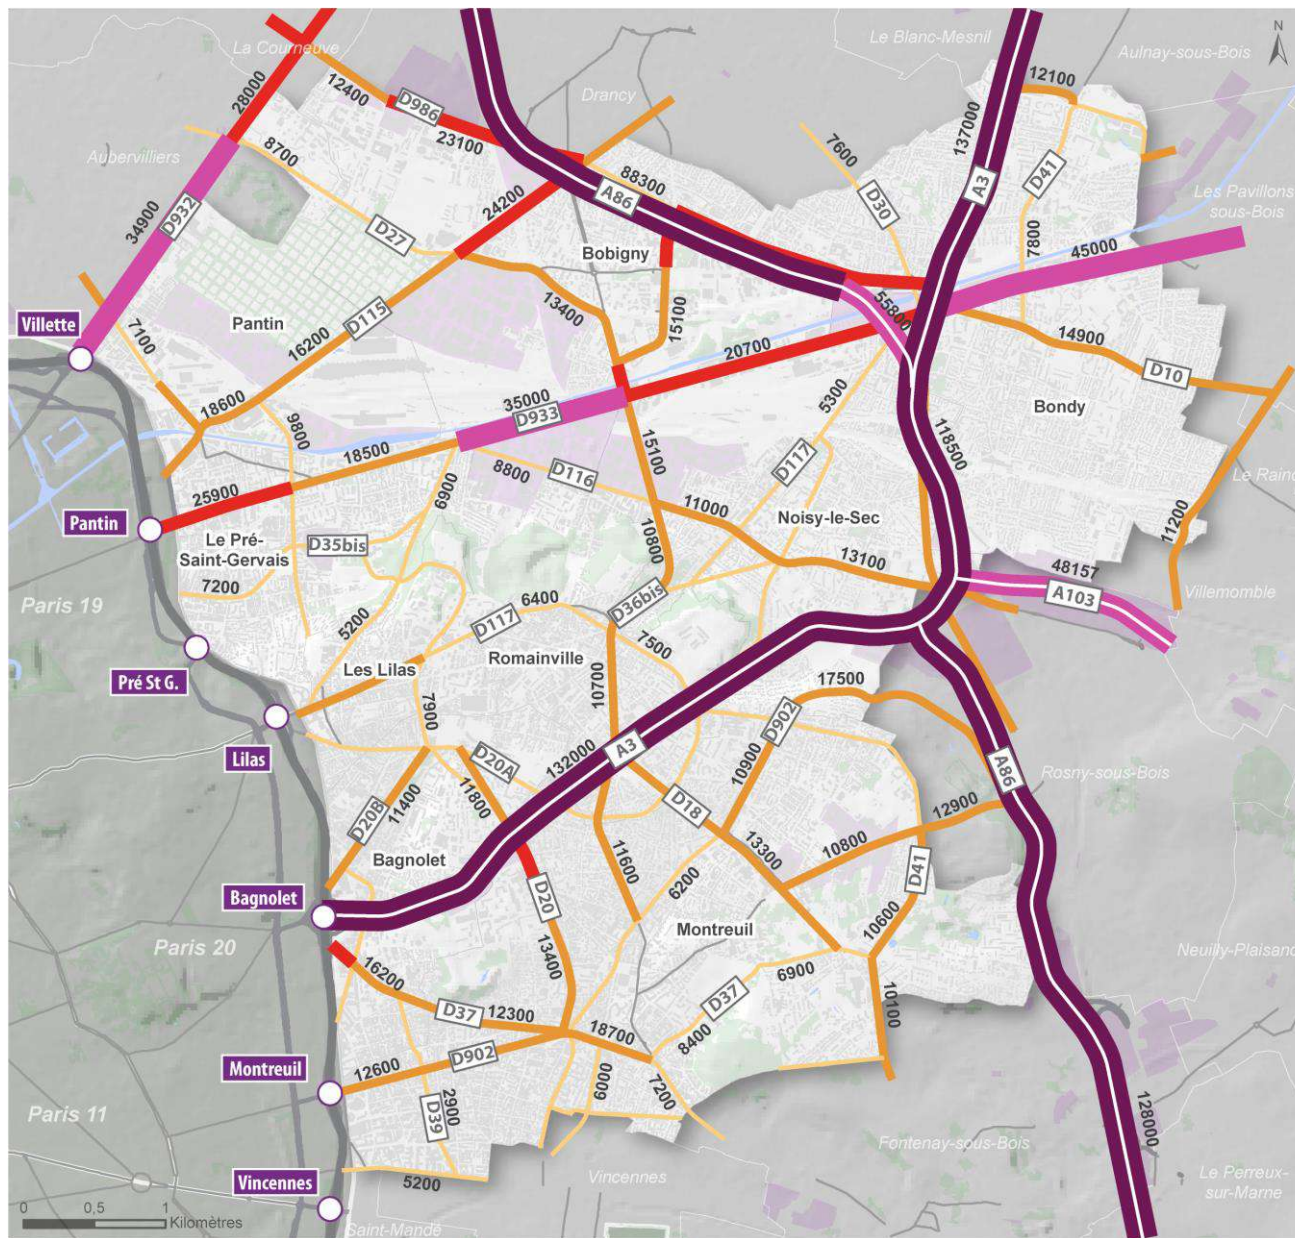 La Courneuve
Le Blanc-Mesnil
Aulnay-sous-Bois
N
28000
12400
D986
23100
Drancy
12100
137000
Aubervilliers
8700
7600
88300
A86
D30
A3
D41
Les Pavillons
sous-Bois
34900
D932
24200
D27
Bobigny
7800
45000
Villette
7100
Pantin
D115
16200
13400
15100
55800
20700
14900
D10
18600
9800
35000
D933
5300
Bondy
18500
6900
8800
D116
15100
D117
118500
Pantin
25900
11000
Noisy-le-Sec
Le Raincy
11200
Le Pré-
Saint-Gervais
D35bis
10800
13100
48157
A103
Villemomble
Paris 19
7200
5200
6400
D117
D36bis
7500
Pré St G.
Les Lilas
Romainville
10700
17500
Lilas
7900
D902
D20A
132000
A3
10900
A86
Rosny-sous-Bois
D20B
11400
11800
D18
12900
13300
10800
D41
Bagnolet
11600
6200
Bagnolet
D20
10600
Montreuil
Paris 20
16200
13400
6900
Neuilly-Plaisanc
D37
10100
D37
12300
18700
8400
D902
Montreuil
12600
6000
7200
2900
D39
Paris 11
128000
Fontenay-sous-Bois
Vincennes
5200
Vincennes
Le Perreux-
sur-Marne
0 0,5 1
Kilomètres
Saint-Mandé